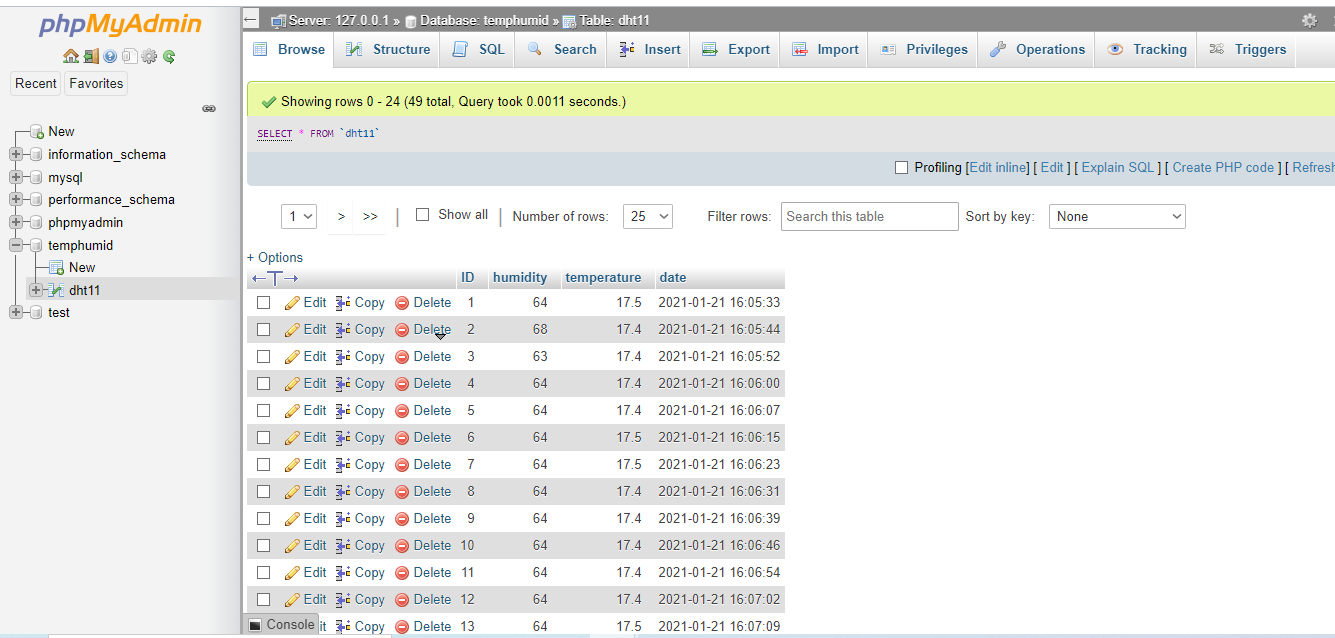 phpMyAdmin
Recent Favorites
New
information_schema
mysql
performance_schema
phpmyadmin
temphumid
New
dht11
test
Server: 127.0.0.1 » Database: temphumid » Table: dht11
Browse Structure SQL Search Insert Export Import Privileges Operations Tracking Triggers
Showing rows 0 - 24 (49 total, Query took 0.0011 seconds.)
SELECT * FROM `dht11`
Profiling [Edit inline] [ Edit ] [ Explain SQL ] [ Create PHP code ] [ Refresh
1 > >> | Show all | Number of rows: 25 Filter rows: Search this table Sort by key: None
+ Options
←T→ ID humidity temperature date
Edit Copy Delete 1 64 17.5 2021-01-21 16:05:33
Edit Copy Delete 2 68 17.4 2021-01-21 16:05:44
Edit Copy Delete 3 63 17.4 2021-01-21 16:05:52
Edit Copy Delete 4 64 17.4 2021-01-21 16:06:00
Edit Copy Delete 5 64 17.4 2021-01-21 16:06:07
Edit Copy Delete 6 64 17.5 2021-01-21 16:06:15
Edit Copy Delete 7 64 17.5 2021-01-21 16:06:23
Edit Copy Delete 8 64 17.4 2021-01-21 16:06:31
Edit Copy Delete 9 64 17.4 2021-01-21 16:06:39
Edit Copy Delete 10 64 17.4 2021-01-21 16:06:46
Edit Copy Delete 11 64 17.4 2021-01-21 16:06:54
Edit Copy Delete 12 64 17.4 2021-01-21 16:07:02
Console it Copy Delete 13 64 17.5 2021-01-21 16:07:09